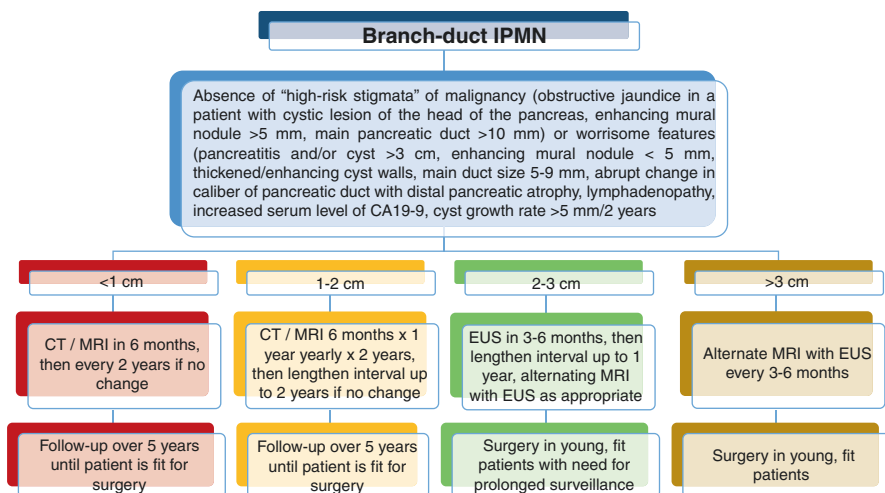 Branch-duct IPMN
Absence of “high-risk stigmata” of malignancy (obstructive jaundice in a
patient with cystic lesion of the head of the pancreas, enhancing mural
nodule >5 mm, main pancreatic duct >10 mm) or worrisome features
(pancreatitis and/or cyst >3 cm, enhancing mural nodule < 5 mm,
thickened/enhancing cyst walls, main duct size 5-9 mm, abrupt change in
caliber of pancreatic duct with distal pancreatic atrophy, lymphadenopathy,
increased serum level of CA19-9, cyst growth rate >5 mm/2 years
<1 cm
CT / MRI in 6 months,
then every 2 years if no
change
Follow-up over 5 years
until patient is fit for
surgery
1-2 cm
CT / MRI 6 months x 1
year yearly x 2 years,
then lengthen interval up
to 2 years if no change
Follow-up over 5 years
until patient is fit for
surgery
2-3 cm
EUS in 3-6 months, then
lengthen interval up to 1
year, alternating MRI
with EUS as appropriate
Surgery in young, fit
patients with need for
prolonged surveillance
>3 cm
Alternate MRI with EUS
every 3-6 months
Surgery in young, fit
patients